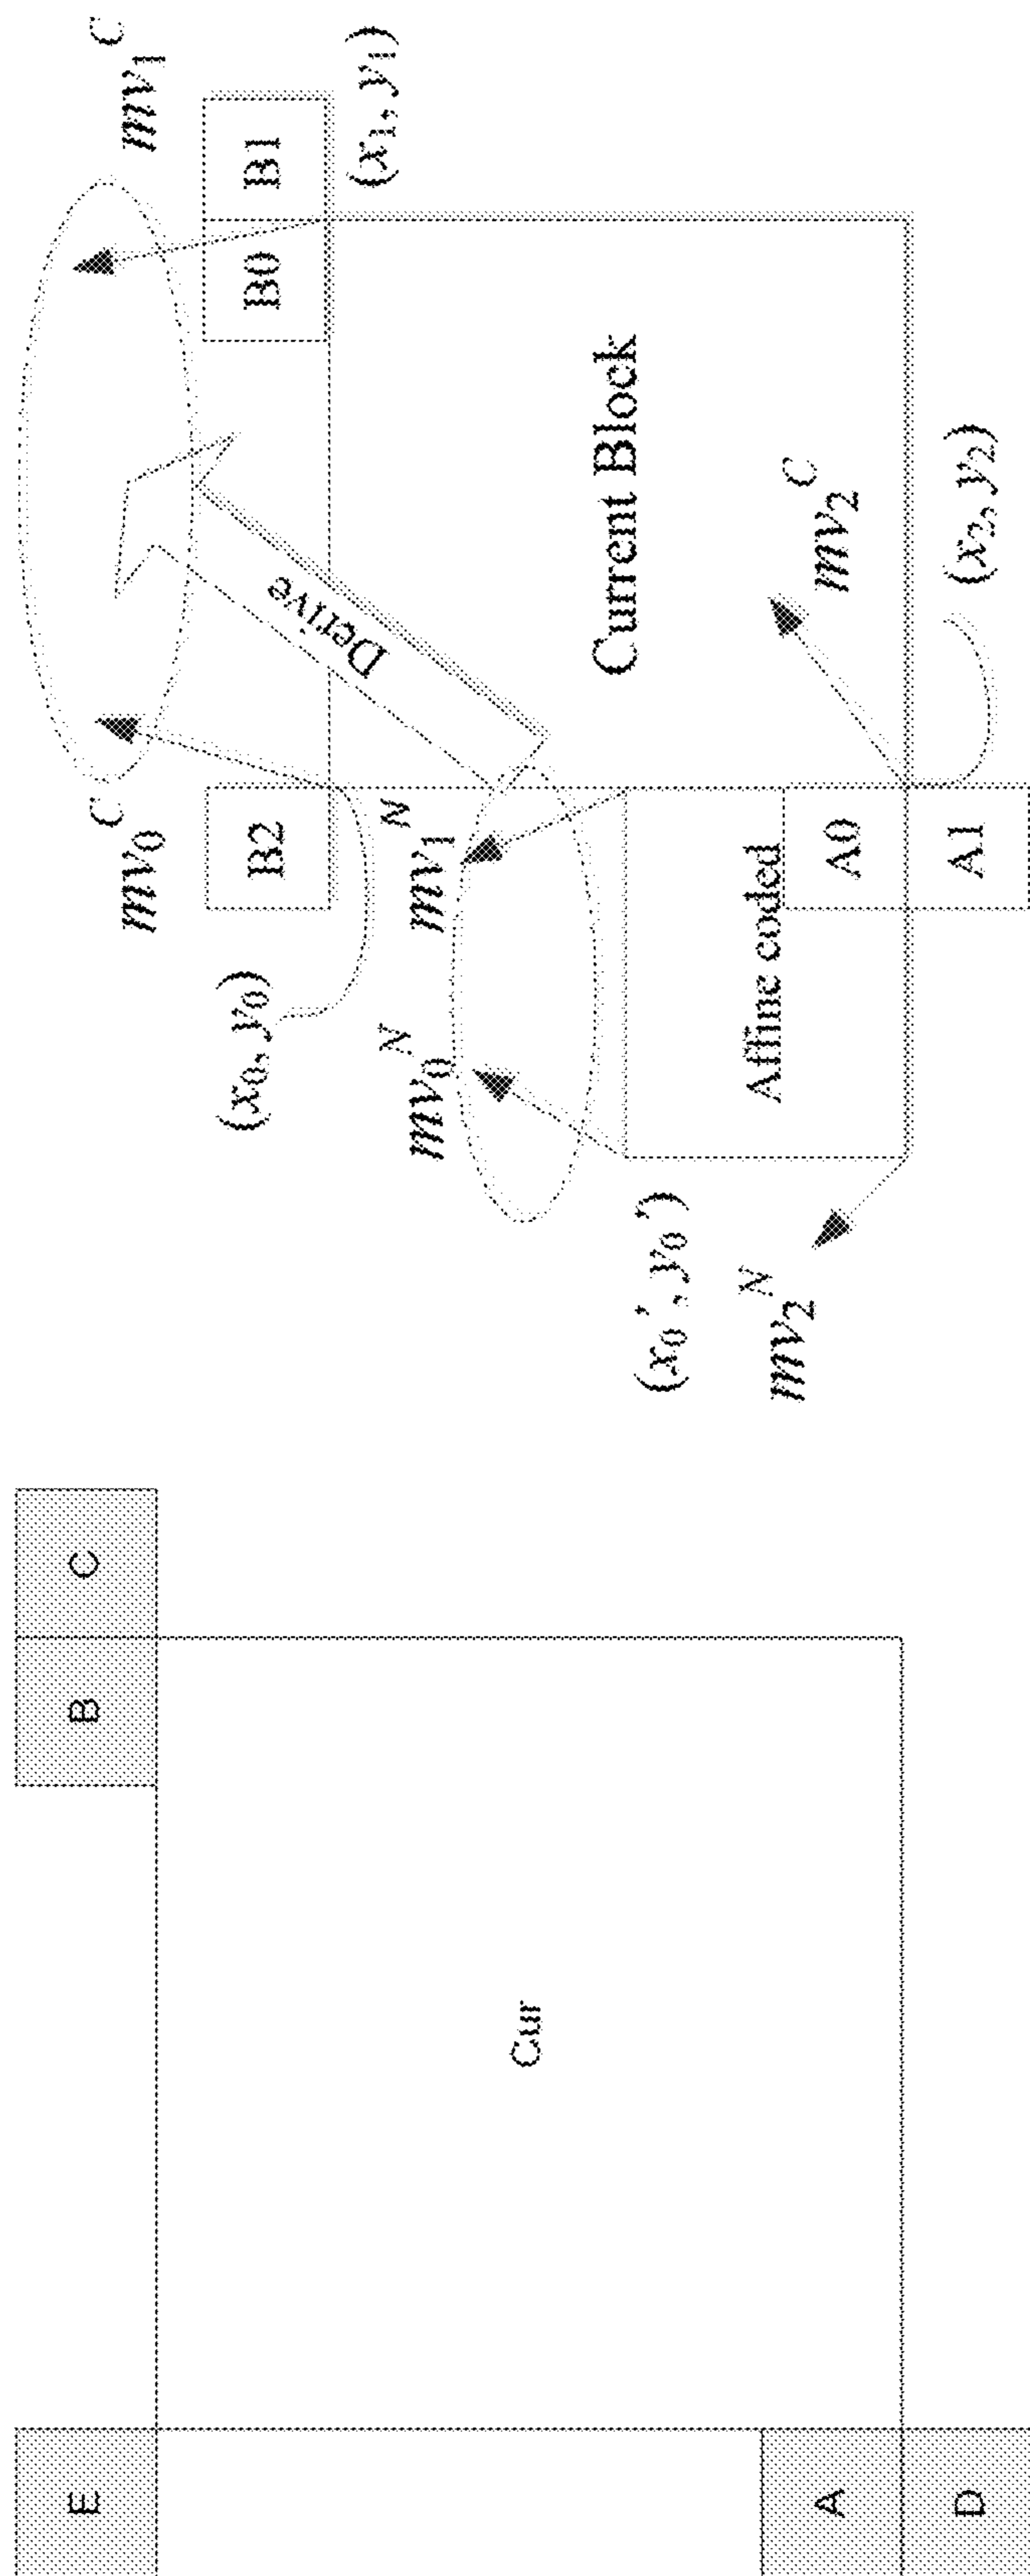 E
B
C
Cur
A
D
mv₀ᶜ
mv₁ᶜ
B2
B0
B1
(x₀, y₀)
(x₁, y₁)
Derive
mv₀ᴺ
mv₁ᴺ
Current Block
(x₀', y₀')
Affine coded
mv₂ᴺ
A0
mv₂ᶜ
A1
(x₂, y₂)